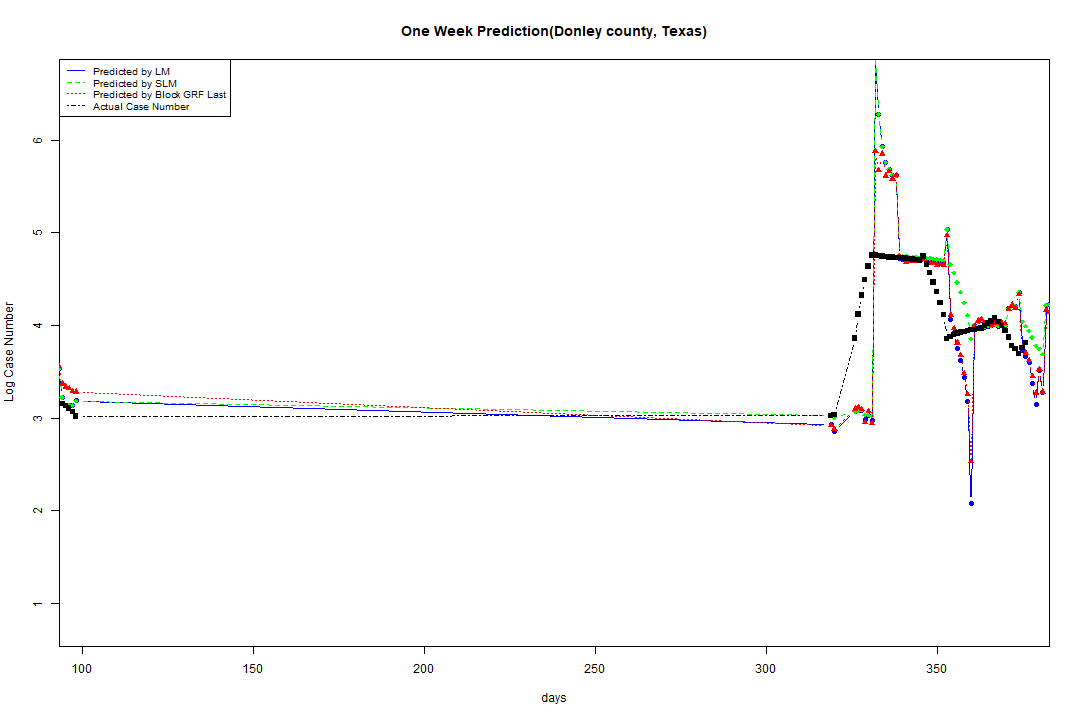 One Week Prediction(Donley county, Texas)
Predicted by LM
Predicted by SLM
Predicted by Block GRF Last
Actual Case Number
Log Case Number
6
5
4
3
2
1
100 150 200 250 300 350
days